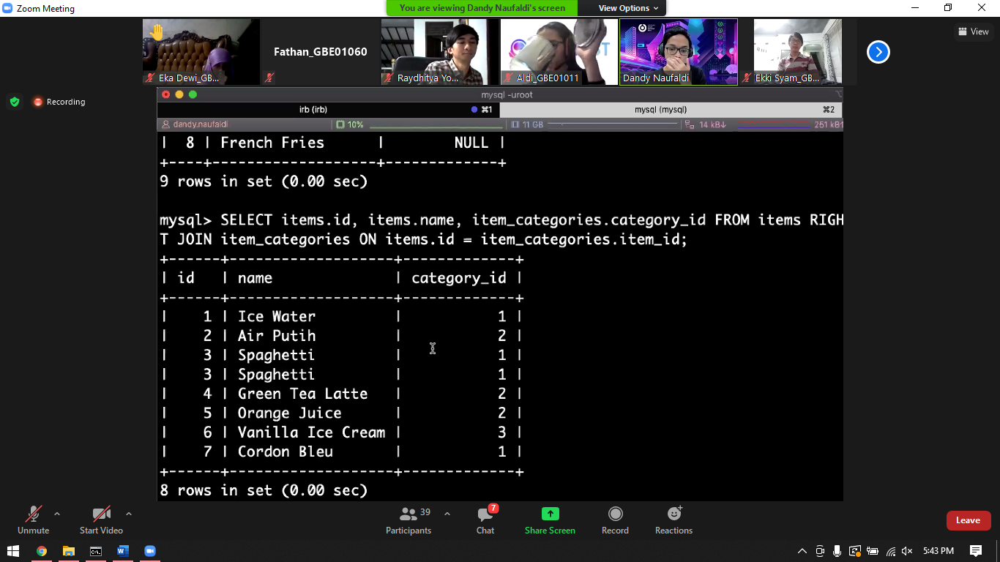 Zoom Meeting
You are viewing Dandy Naufaldi's screen
View Options
Eka Dewi_GB...
Fathan_GBE01060
Raydhitya Yo...
Aldi_GBE01011
Dandy Naufaldi
Ekki Syam_GB...
View
Recording
mysql -uroot
irb (irb) ⌘1
mysql (mysql) ⌘2
dandy.naufaldi 10% 11 GB 14 kB↓ 251 kB↑
| 8 | French Fries | NULL |
+----+-------------------+-------------+
9 rows in set (0.00 sec)
mysql> SELECT items.id, items.name, item_categories.category_id FROM items RIGH
T JOIN item_categories ON items.id = item_categories.item_id;
+------+-------------------+-------------+
| id | name | category_id |
+------+-------------------+-------------+
| 1 | Ice Water | 1 |
| 2 | Air Putih | 2 |
| 3 | Spaghetti | 1 |
| 3 | Spaghetti | 1 |
| 4 | Green Tea Latte | 2 |
| 5 | Orange Juice | 2 |
| 6 | Vanilla Ice Cream | 3 |
| 7 | Cordon Bleu | 1 |
+------+-------------------+-------------+
8 rows in set (0.00 sec)
Unmute
Start Video
39
Participants
7
Chat
Share Screen
Record
Reactions
Leave
5:43 PM